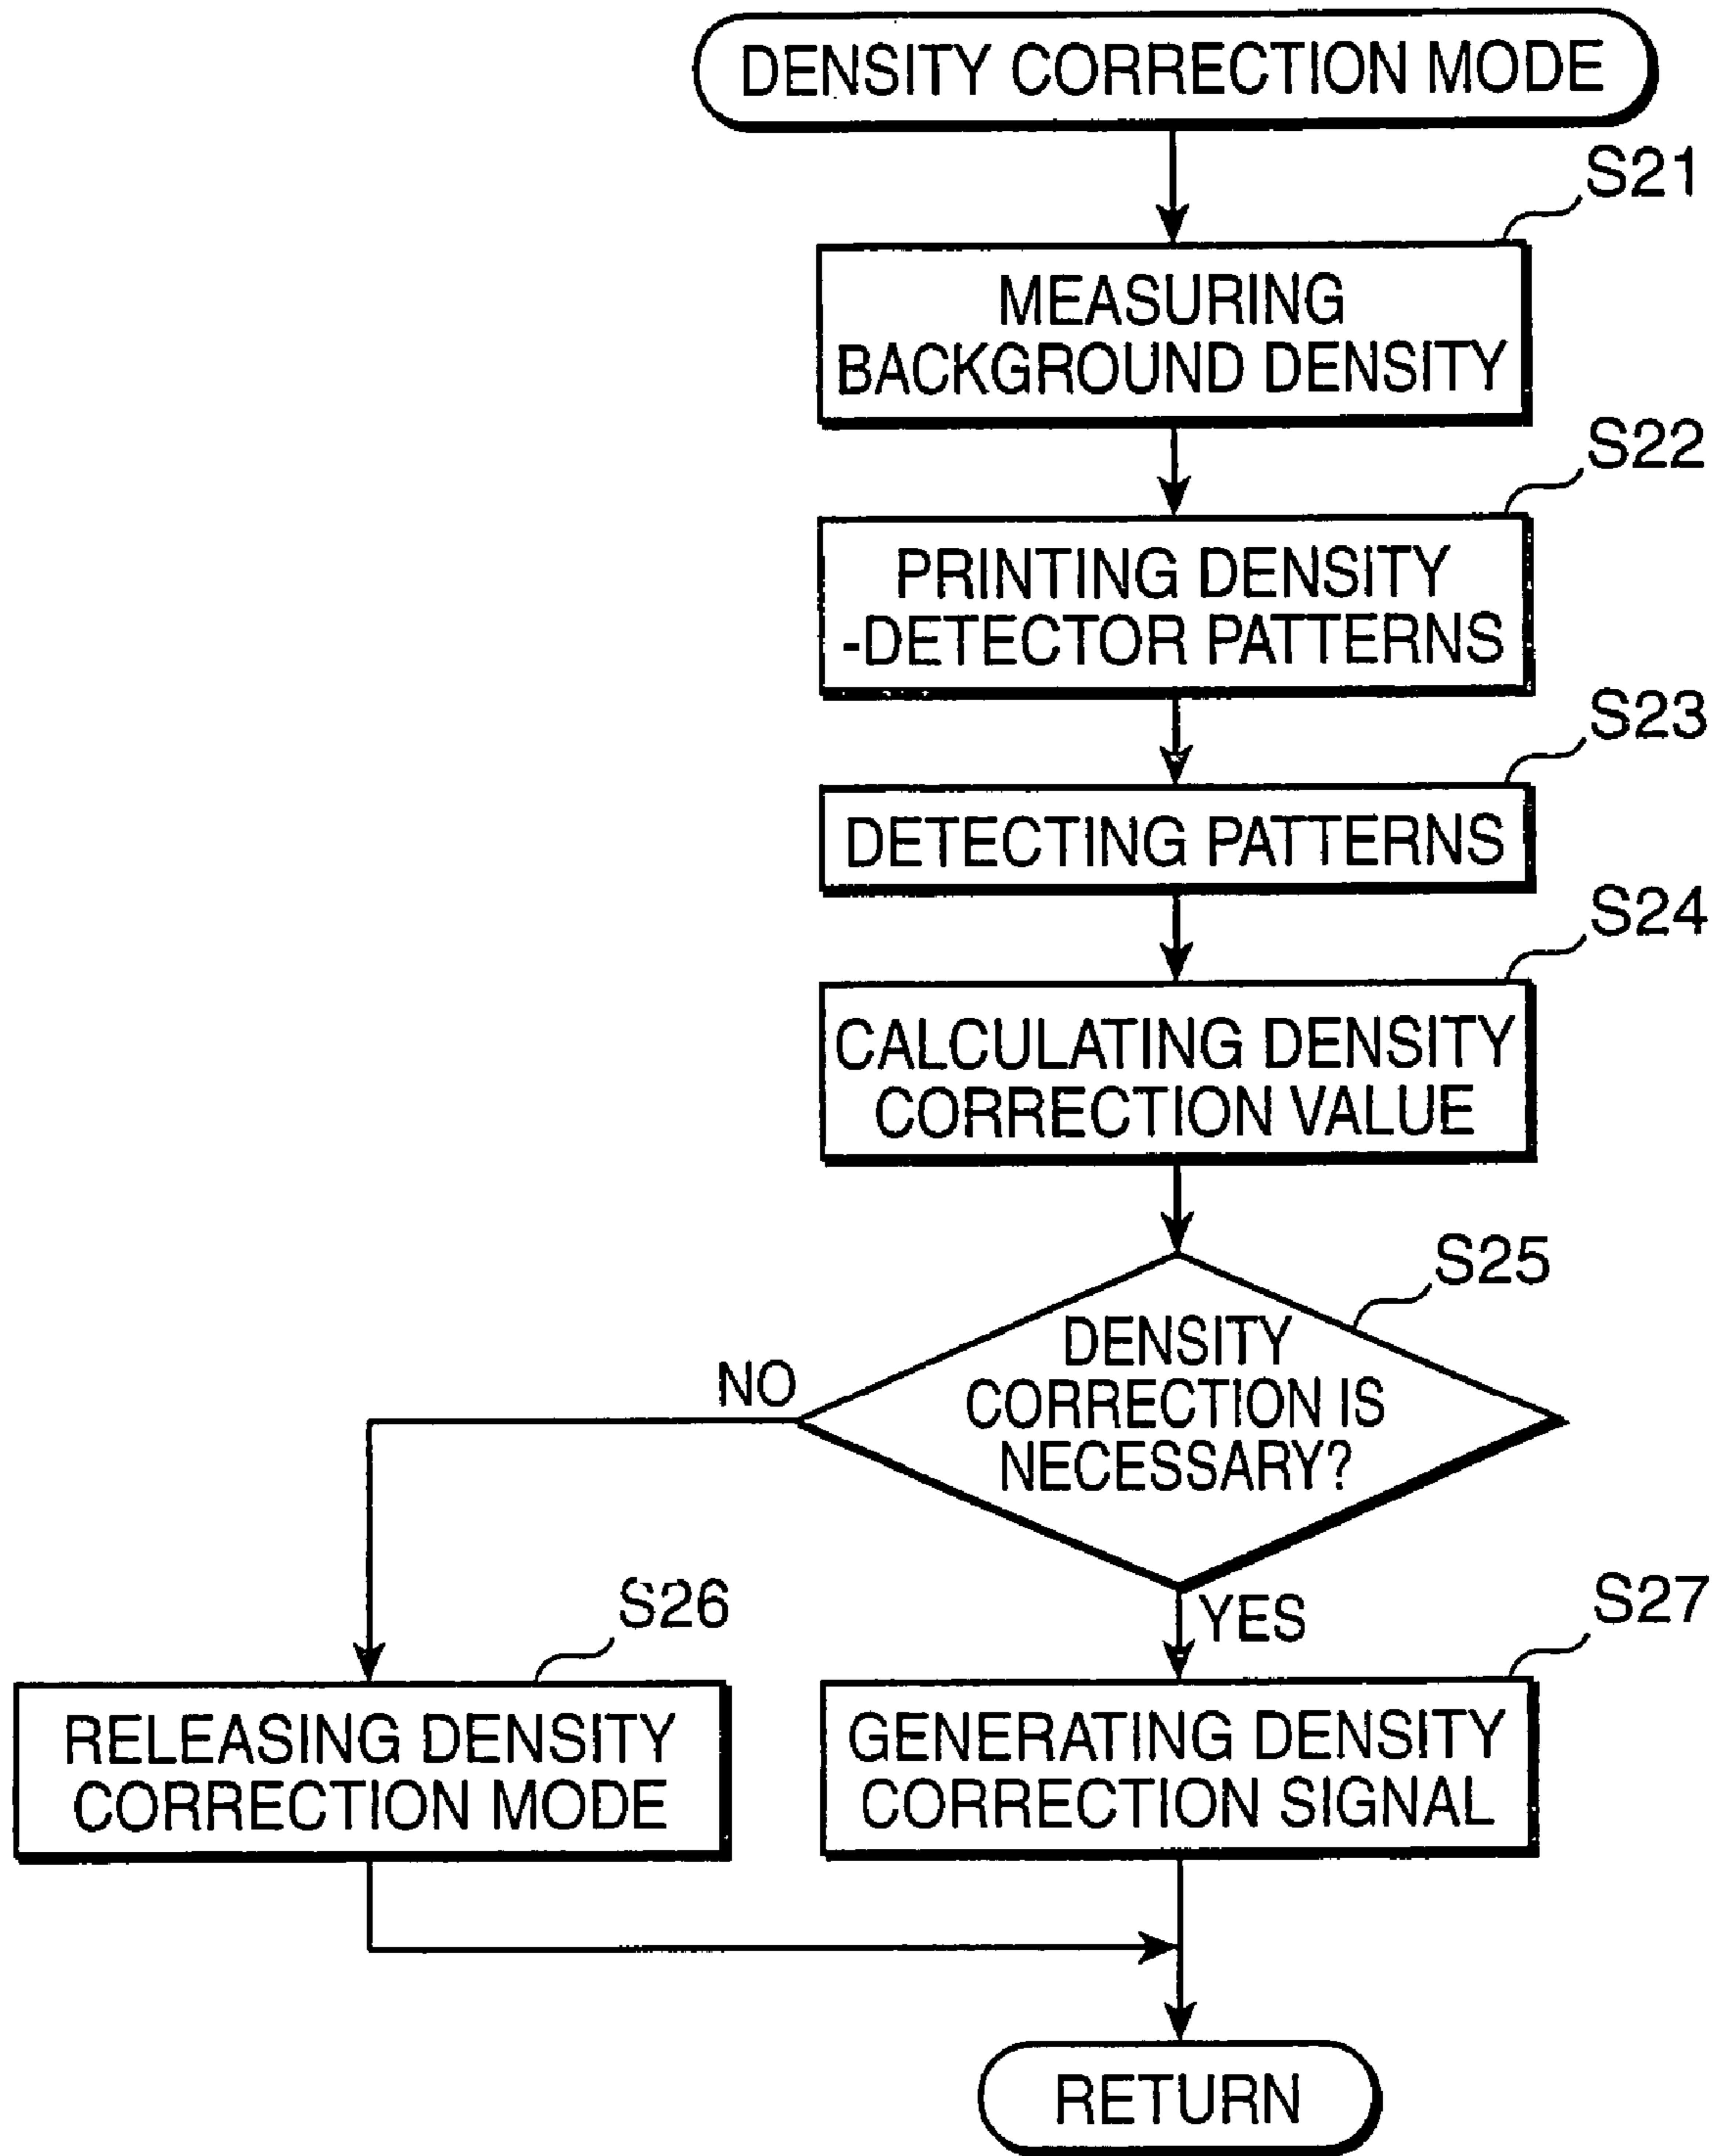 DENSITY CORRECTION MODE
S21
MEASURING
BACKGROUND DENSITY
S22
PRINTING DENSITY
-DETECTOR PATTERNS
S23
DETECTING PATTERNS
S24
CALCULATING DENSITY
CORRECTION VALUE
S25
DENSITY
CORRECTION IS
NECESSARY?
NO
YES
S26
RELEASING DENSITY
CORRECTION MODE
S27
GENERATING DENSITY
CORRECTION SIGNAL
RETURN